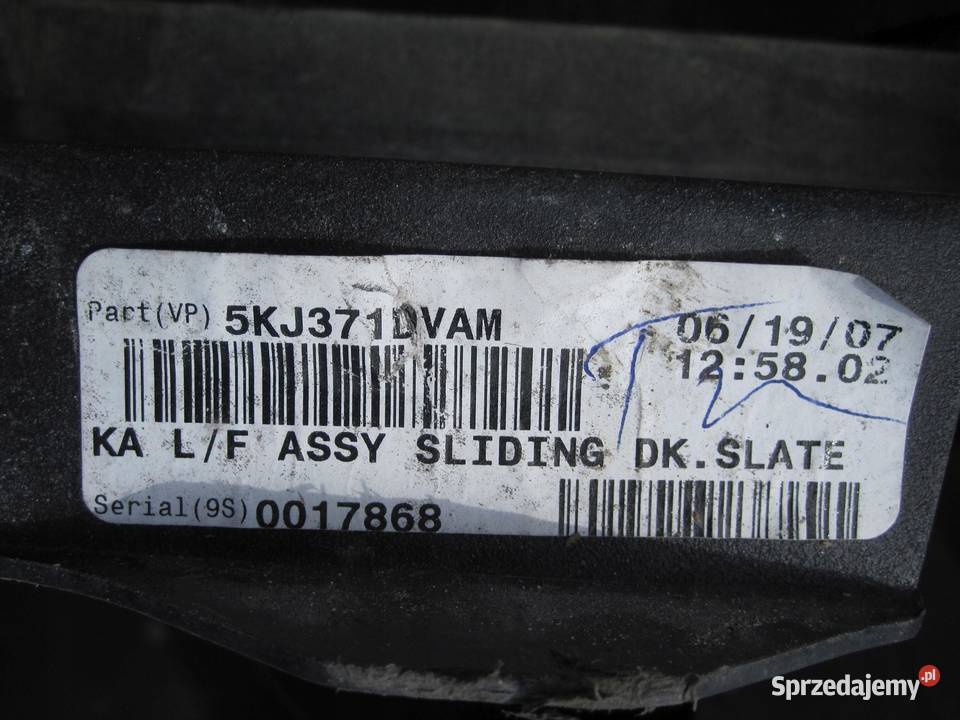 Part(VP) 5KJ371DVAM
06/19/07
12:58.02
KA L/F ASSY SLIDING DK.SLATE
Serial(9S) 0017868
Sprzedajemy.pl